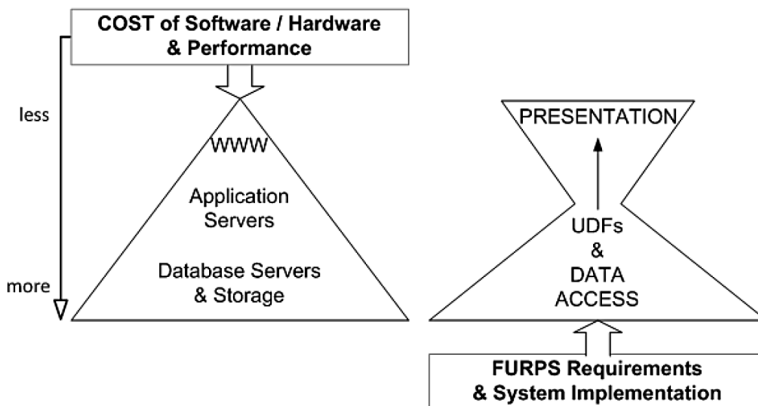 COST of Software / Hardware
& Performance
less
more
WWW
Application
Servers
Database Servers
& Storage
PRESENTATION
UDFs
&
DATA
ACCESS
FURPS Requirements
& System Implementation